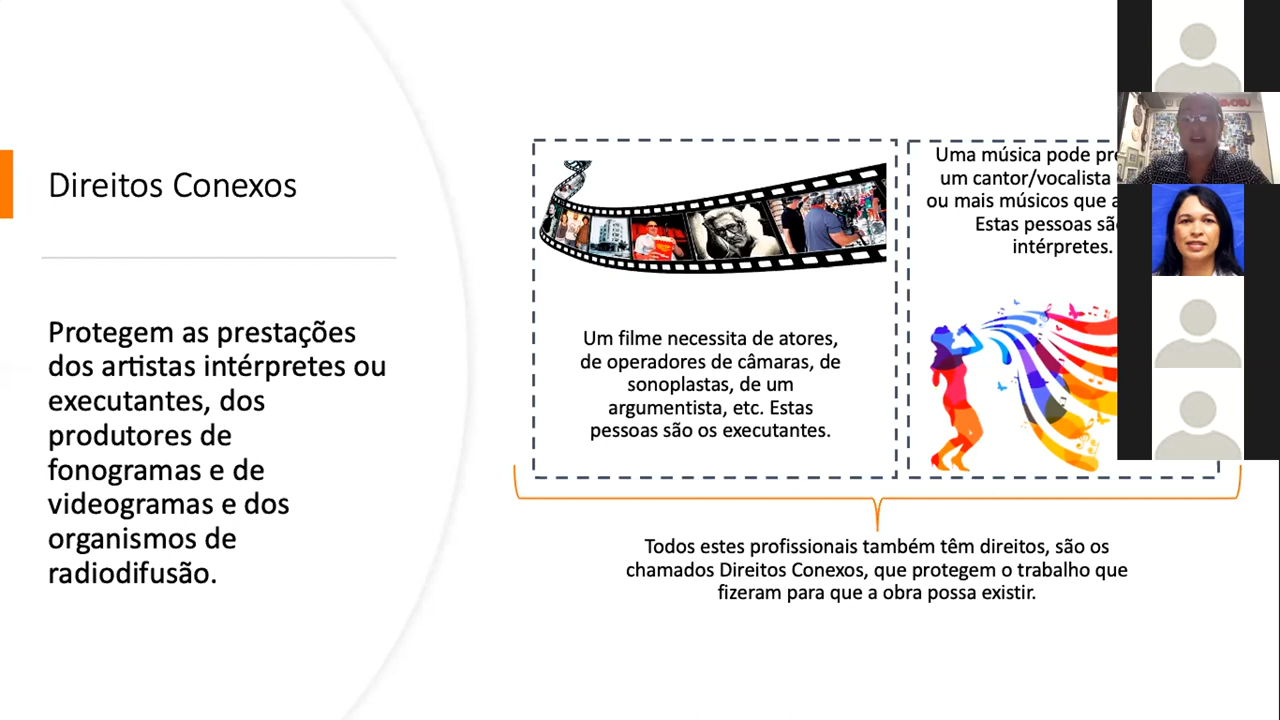 Direitos Conexos
Protegem as prestações
dos artistas intérpretes ou
executantes, dos
produtores de
fonogramas e de
videogramas e dos
organismos de
radiodifusão.
Um filme necessita de atores,
de operadores de câmaras, de
sonoplastas, de um
argumentista, etc. Estas
pessoas são os executantes.
Uma música pode
um cantor/vocalista
ou mais músicos que
Estas pessoas
intérpretes.
Todos estes profissionais também têm direitos, são os
chamados Direitos Conexos, que protegem o trabalho que
fizeram para que a obra possa existir.